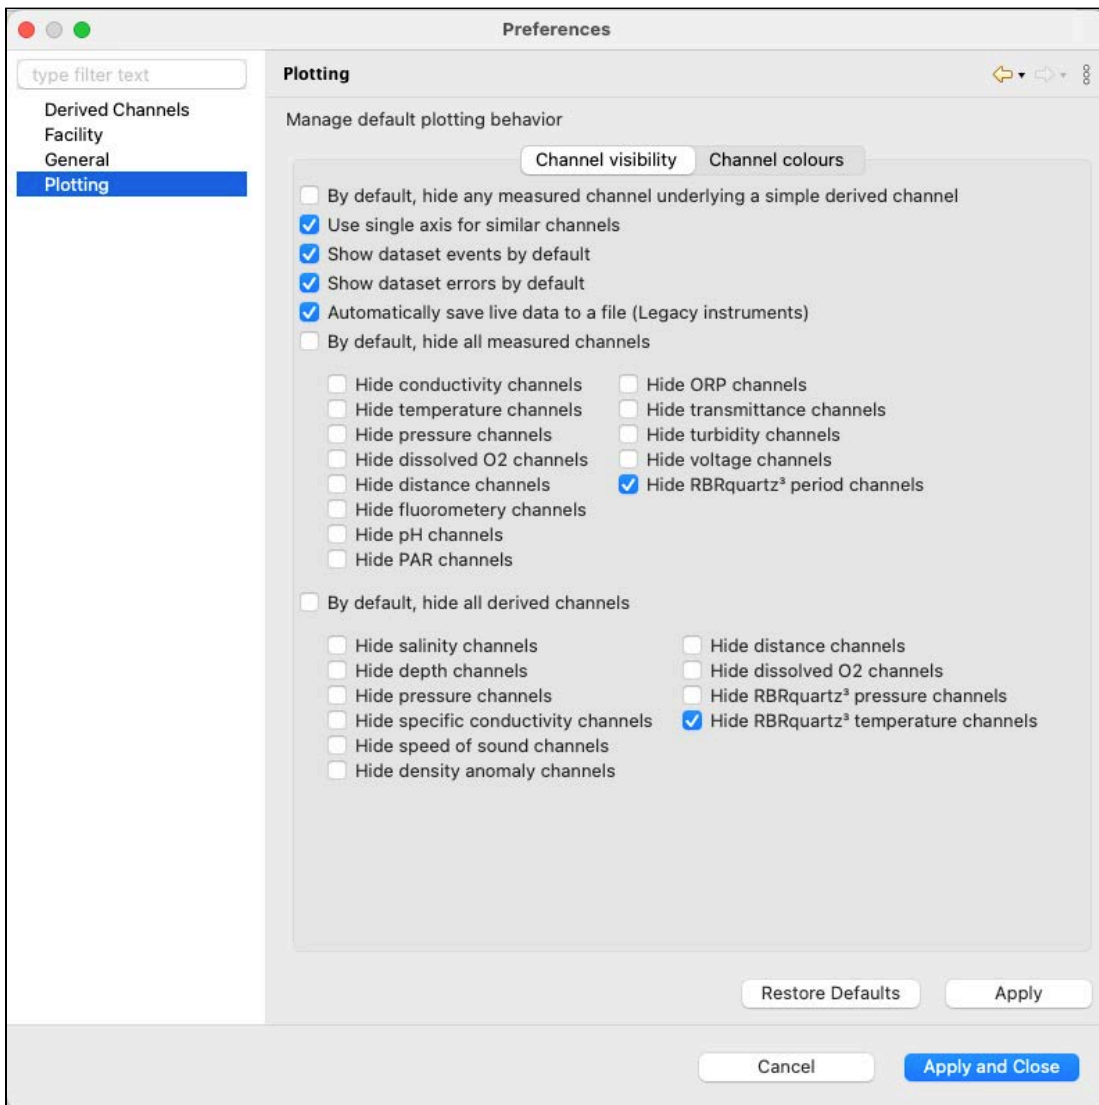 Preferences
type filter text
Derived Channels
Facility
General
Plotting
Plotting
Manage default plotting behavior
Channel visibility
Channel colours
By default, hide any measured channel underlying a simple derived channel
Use single axis for similar channels
Show dataset events by default
Show dataset errors by default
Automatically save live data to a file (Legacy instruments)
By default, hide all measured channels
Hide conductivity channels
Hide temperature channels
Hide pressure channels
Hide dissolved O2 channels
Hide distance channels
Hide fluorometery channels
Hide pH channels
Hide PAR channels
Hide ORP channels
Hide transmittance channels
Hide turbidity channels
Hide voltage channels
Hide RBRquartz³ period channels
By default, hide all derived channels
Hide salinity channels
Hide depth channels
Hide pressure channels
Hide specific conductivity channels
Hide speed of sound channels
Hide density anomaly channels
Hide distance channels
Hide dissolved O2 channels
Hide RBRquartz³ pressure channels
Hide RBRquartz³ temperature channels
Restore Defaults
Apply
Cancel
Apply and Close